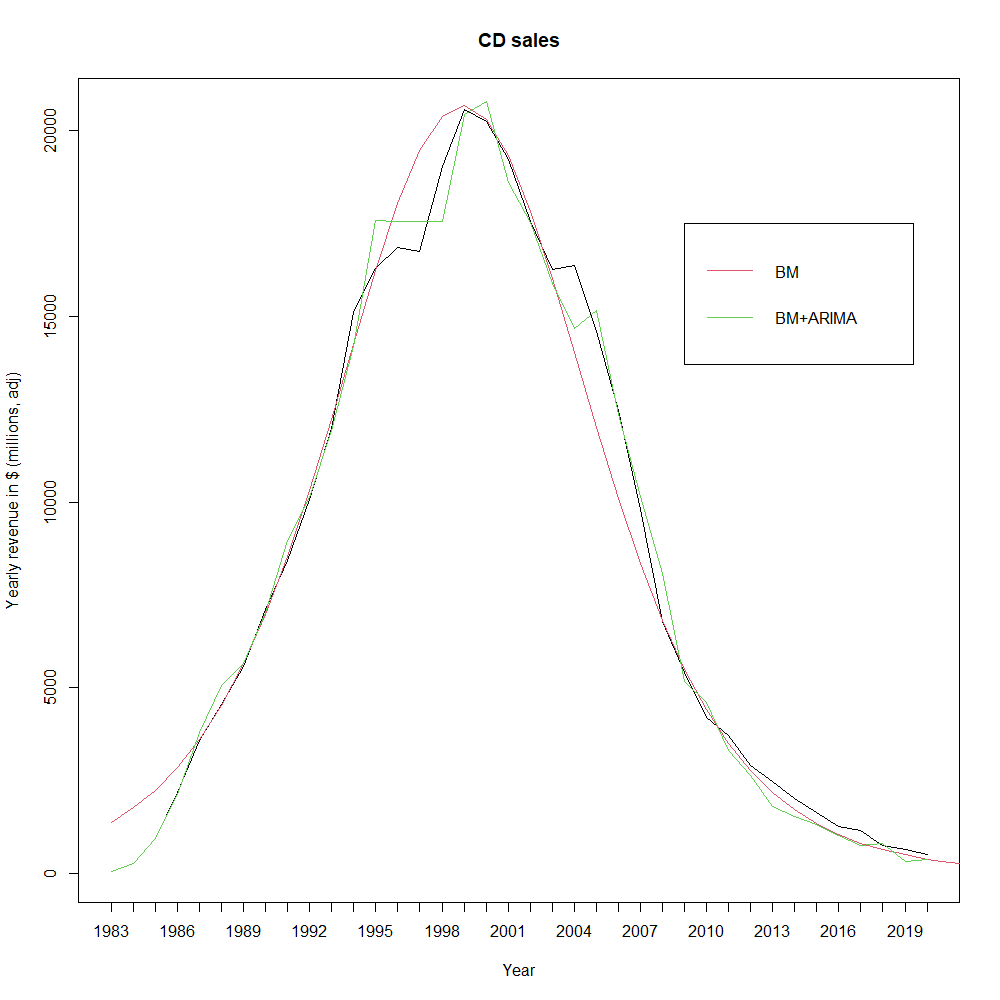 CD sales
Yearly revenue in $ (millions, adj)
20000
15000
10000
5000
0
BM
BM+ARIMA
1983 1986 1989 1992 1995 1998 2001 2004 2007 2010 2013 2016 2019
Year